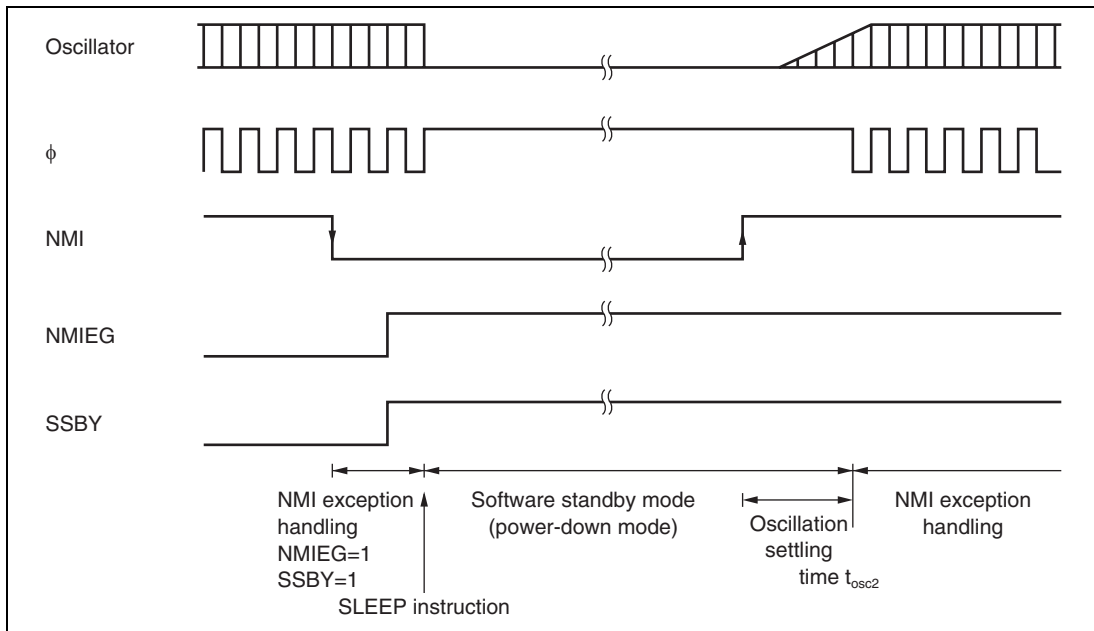 Oscillator
ϕ
NMI
NMIEG
SSBY
NMI exception
handling
NMIEG=1
SSBY=1
SLEEP instruction
Software standby mode
(power-down mode)
Oscillation
settling
time tosc2
NMI exception
handling